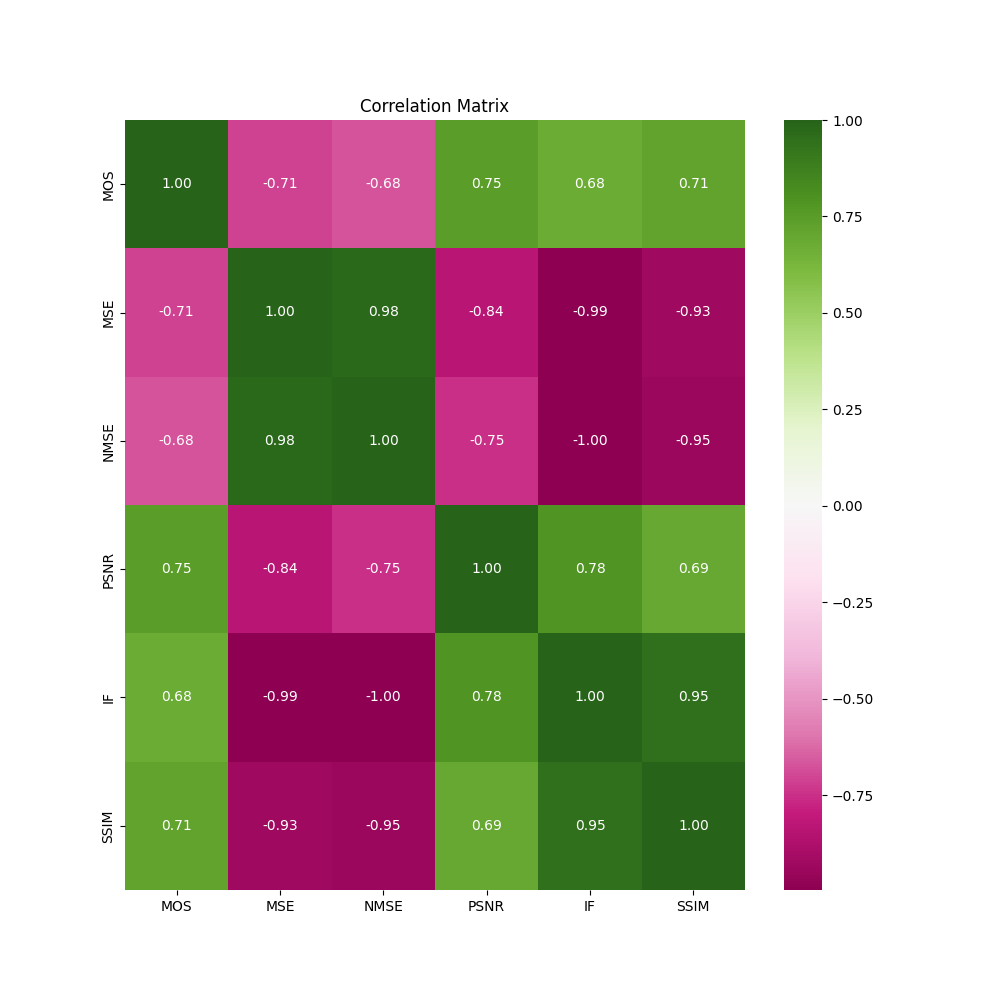 Correlation Matrix
MOS 1.00 -0.71 -0.68 0.75 0.68 0.71
MSE -0.71 1.00 0.98 -0.84 -0.99 -0.93
NMSE -0.68 0.98 1.00 -0.75 -1.00 -0.95
PSNR 0.75 -0.84 -0.75 1.00 0.78 0.69
IF 0.68 -0.99 -1.00 0.78 1.00 0.95
SSIM 0.71 -0.93 -0.95 0.69 0.95 1.00
MOS MSE NMSE PSNR IF SSIM
1.00
0.75
0.50
0.25
0.00
−0.25
−0.50
−0.75